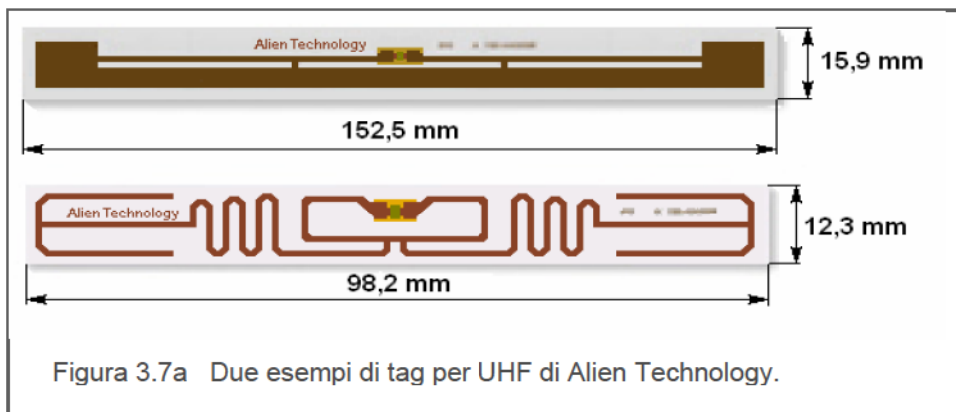 Alien Technology
15,9 mm
152,5 mm
Alien Technology
12,3 mm
98,2 mm
Figura 3.7a Due esempi di tag per UHF di Alien Technology.